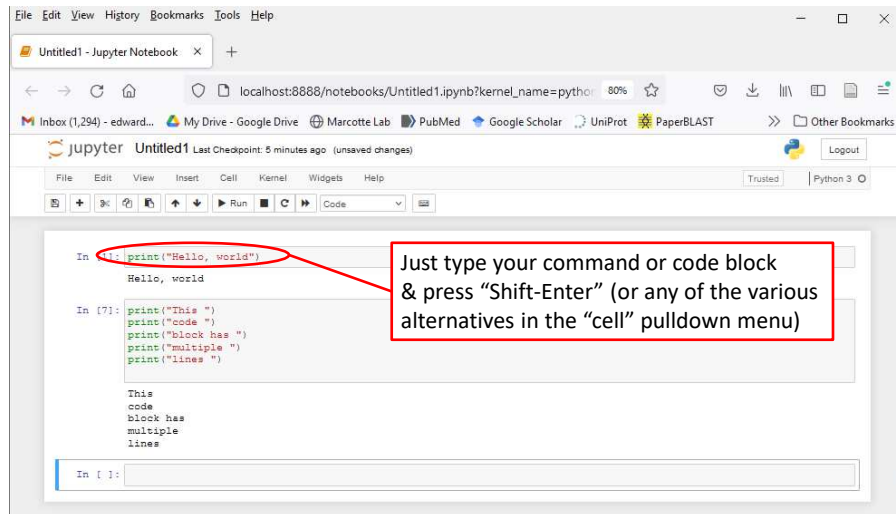 File Edit View History Bookmarks Tools Help
Untitled1 - Jupyter Notebook
localhost:8888/notebooks/Untitled1.ipynb?kernel_name=pytho 80%
Inbox (1,294) - edward... My Drive - Google Drive Marcotte Lab PubMed Google Scholar UniProt PaperBLAST Other Bookmarks
jupyter Untitled1 Last Checkpoint: 5 minutes ago (unsaved changes) Logout
File Edit View Insert Cell Kernel Widgets Help Trusted Python 3
Run Code
In [1]: print("Hello, world")
Hello, world
Just type your command or code block
& press “Shift-Enter” (or any of the various
alternatives in the “cell” pulldown menu)
In [7]: print("This ")
print("code ")
print("block has ")
print("multiple ")
print("lines ")
This
code
block has
multiple
lines
In [ ]: